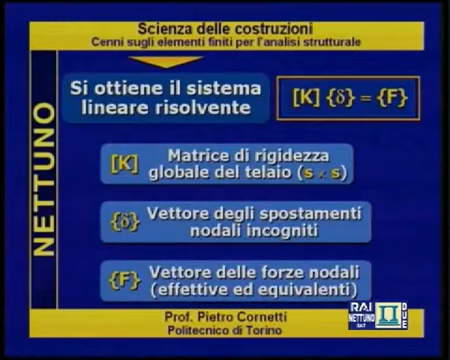 Scienza delle costruzioni
Cenni sugli elementi finiti per l'analisi strutturale
NETTUNO
Si ottiene il sistema
lineare risolvente
[K] {δ} = {F}
[K] Matrice di rigidezza
globale del telaio (s x s)
{δ} Vettore degli spostamenti
nodali incogniti
{F} Vettore delle forze nodali
(effettive ed equivalenti)
Prof. Pietro Cornetti
Politecnico di Torino
RAI
NETTUNO
SAT
DUE